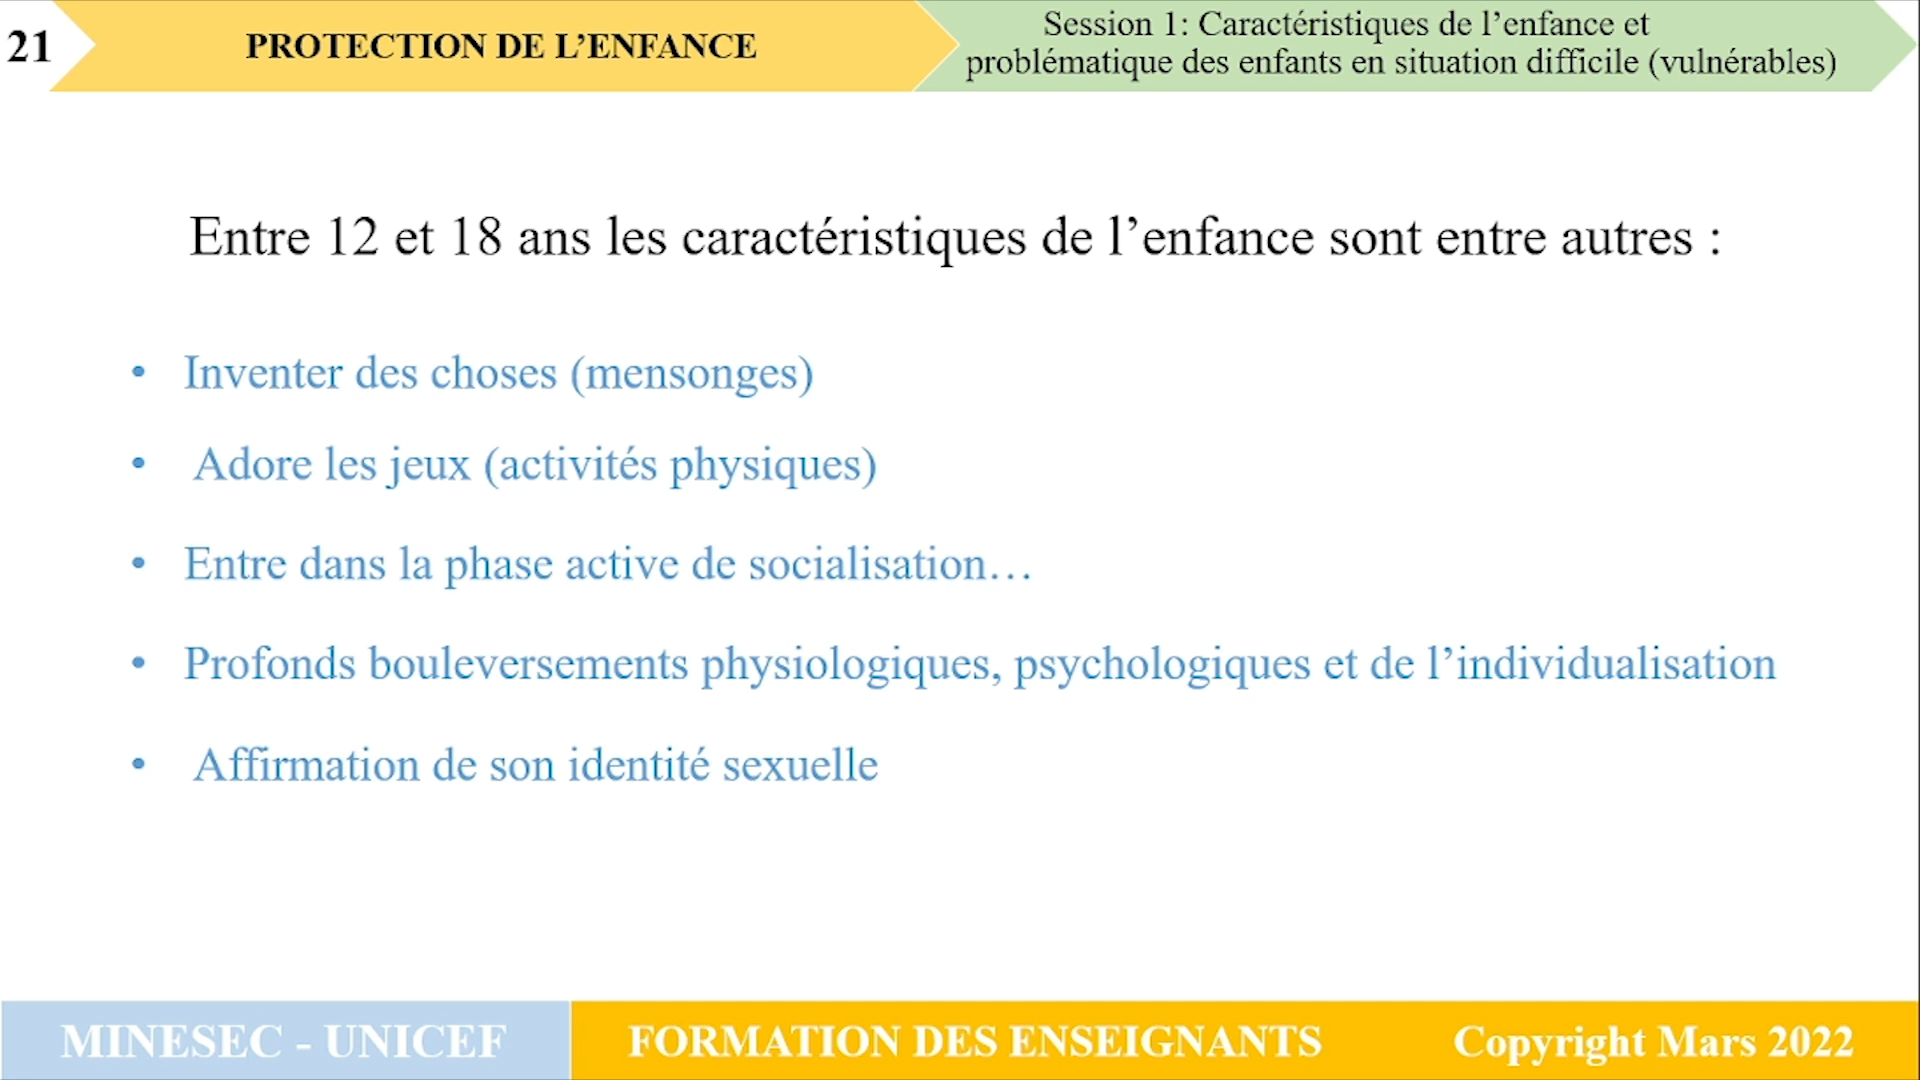 21
PROTECTION DE L’ENFANCE
Session 1: Caractéristiques de l’enfance et
problématique des enfants en situation difficile (vulnérables)
Entre 12 et 18 ans les caractéristiques de l’enfance sont entre autres :
• Inventer des choses (mensonges)
• Adore les jeux (activités physiques)
• Entre dans la phase active de socialisation…
• Profonds bouleversements physiologiques, psychologiques et de l’individualisation
• Affirmation de son identité sexuelle
MINESEC - UNICEF
FORMATION DES ENSEIGNANTS
Copyright Mars 2022